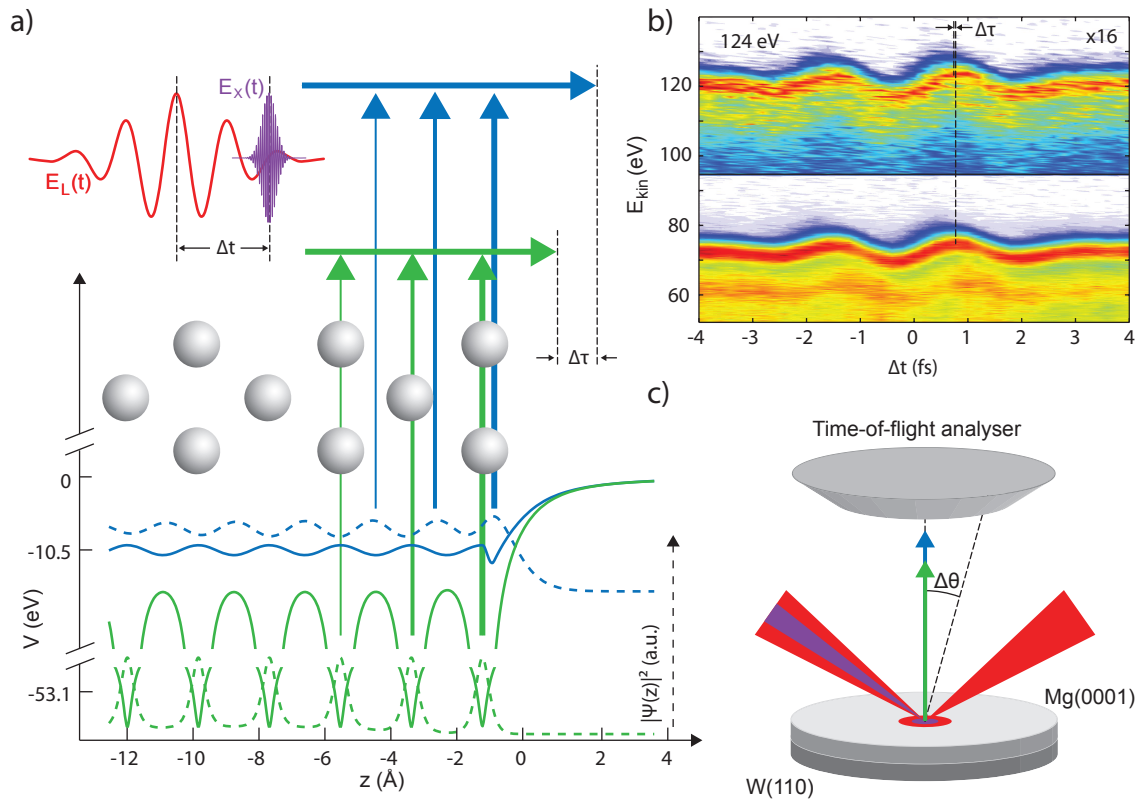 a)
E_L(t)
E_X(t)
Δt
Δτ
0
-10.5
-53.1
V (eV)
|Ψ(z)|² (a.u.)
-12 -10 -8 -6 -4 -2 0 2 4
z (Å)
b)
124 eV
Δτ
x16
120
100
80
60
E_kin (eV)
-4 -3 -2 -1 0 1 2 3 4
Δt (fs)
c)
Time-of-flight analyser
Δθ
Mg(0001)
W(110)